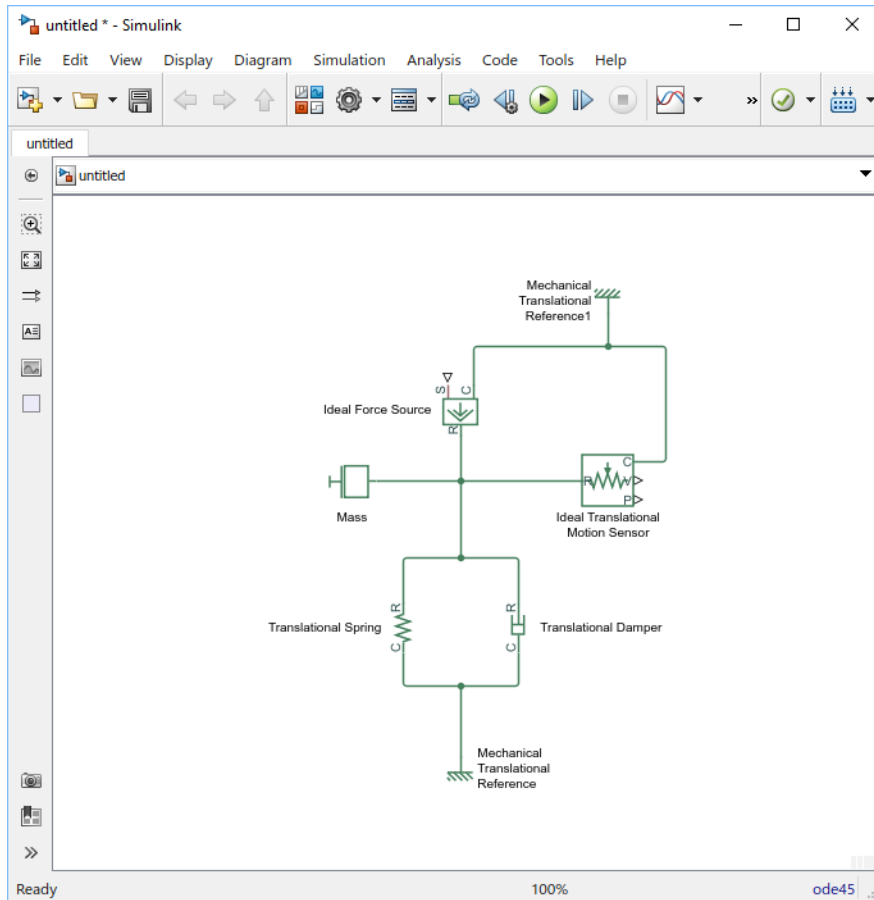 untitled * - Simulink
File Edit View Display Diagram Simulation Analysis Code Tools Help
»
untitled
untitled
Mechanical
Translational
Reference1
S
C
Ideal Force Source
R
C
R
V
P
Mass
Ideal Translational
Motion Sensor
R
R
Translational Spring
Translational Damper
C
C
Mechanical
Translational
Reference
»
Ready 100% ode45